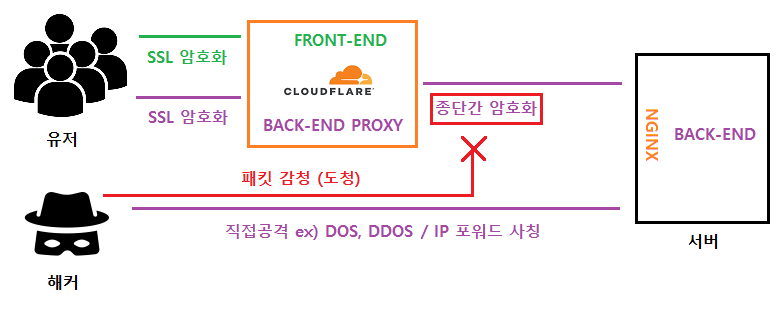 SSL 암호화
FRONT-END
CLOUDFLARE
SSL 암호화
BACK-END PROXY
종단간 암호화
NGINX
BACK-END
유저
패킷 감청 (도청)
직접공격 ex) DOS, DDOS / IP 포워드 사칭
서버
해커